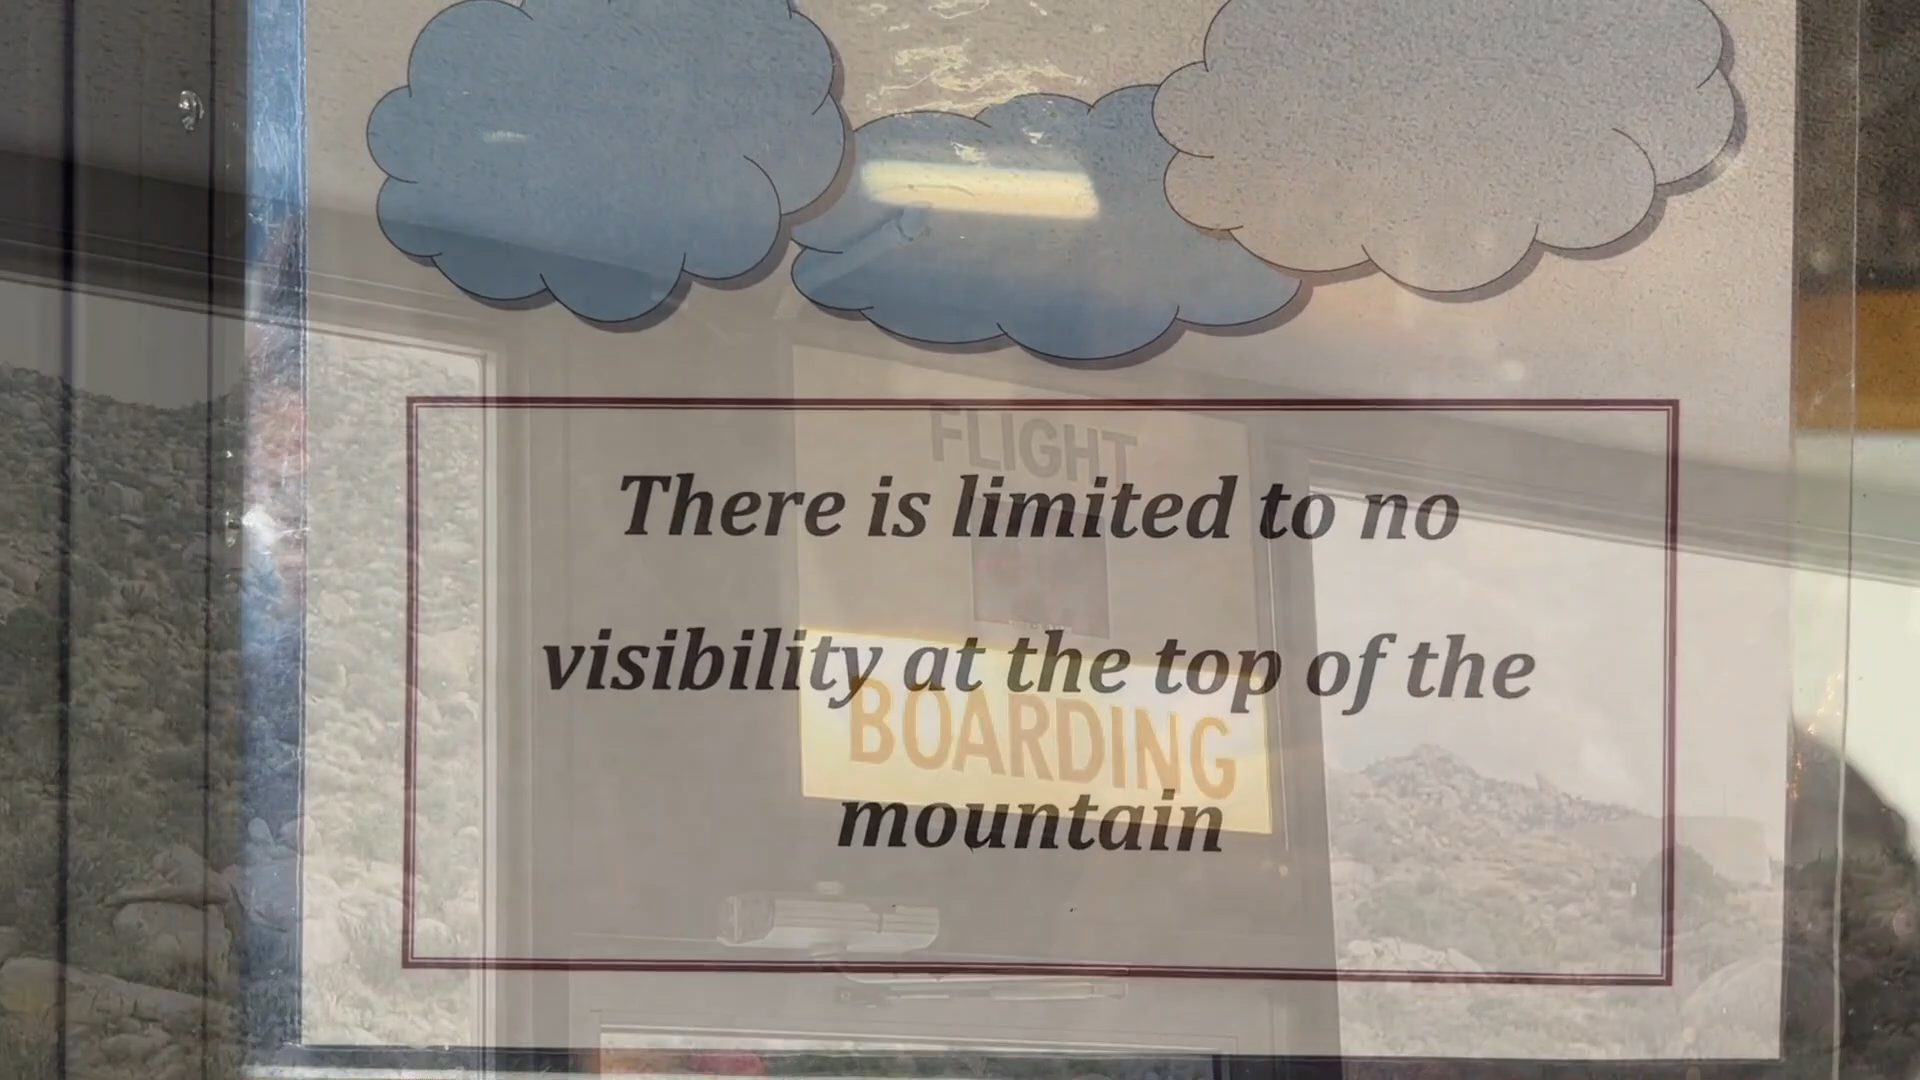 FLIGHT
There is limited to no
visibility at the top of the
BOARDING
mountain